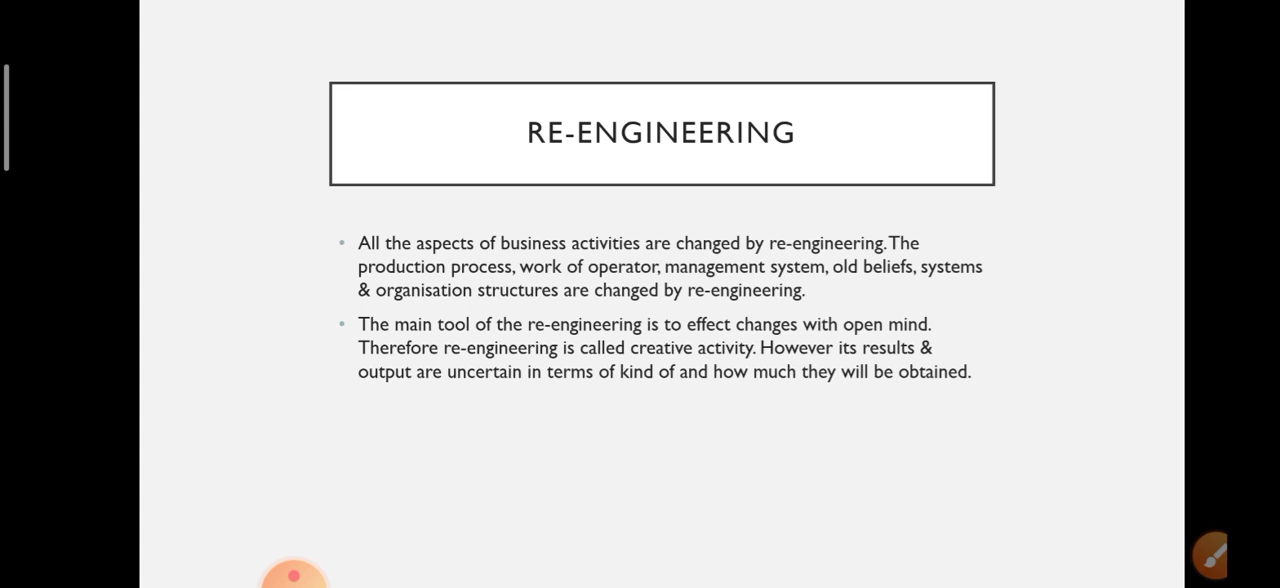 RE-ENGINEERING
• All the aspects of business activities are changed by re-engineering. The
production process, work of operator, management system, old beliefs, systems
& organisation structures are changed by re-engineering.
• The main tool of the re-engineering is to effect changes with open mind.
Therefore re-engineering is called creative activity. However its results &
output are uncertain in terms of kind of and how much they will be obtained.